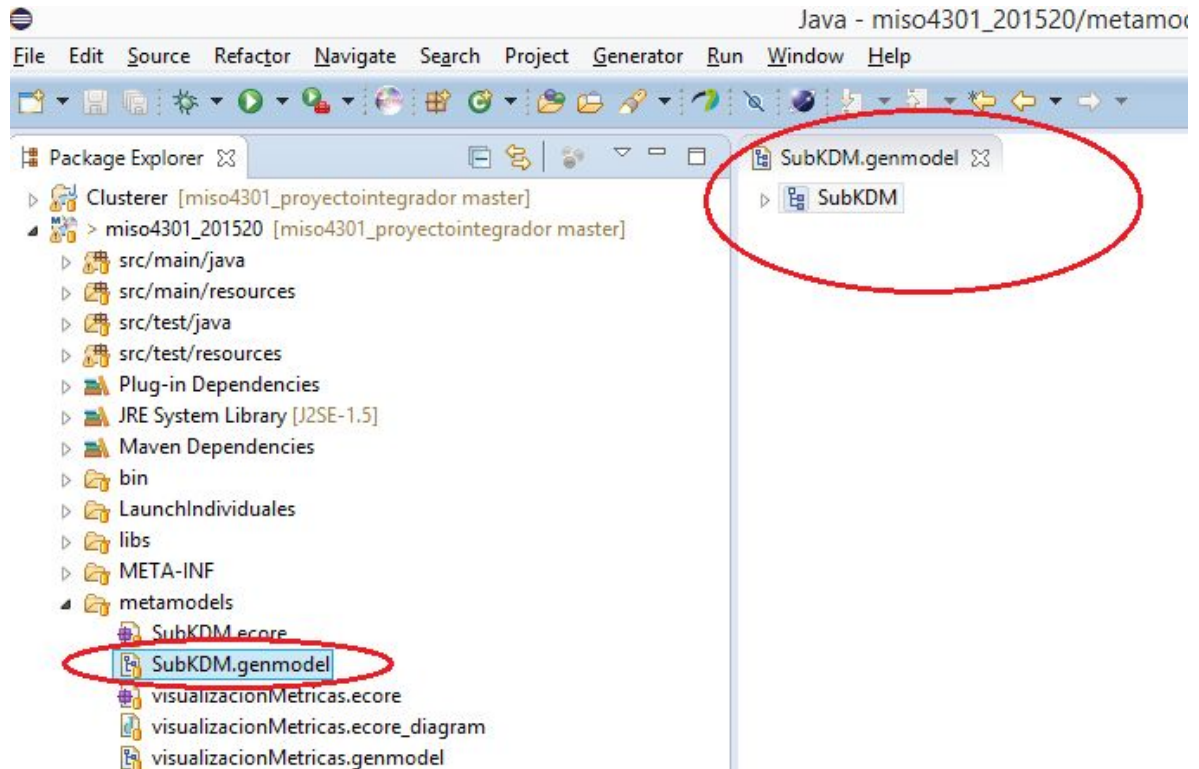 Java - miso4301_201520/metamod
File Edit Source Refactor Navigate Search Project Generator Run Window Help
Package Explorer
SubKDM.genmodel
Clusterer [miso4301_proyectointegrador master]
SubKDM
> miso4301_201520 [miso4301_proyectointegrador master]
src/main/java
src/main/resources
src/test/java
src/test/resources
Plug-in Dependencies
JRE System Library [J2SE-1.5]
Maven Dependencies
bin
LaunchIndividuales
libs
META-INF
metamodels
SubKDM.ecore
SubKDM.genmodel
visualizacionMetricas.ecore
visualizacionMetricas.ecore_diagram
visualizacionMetricas.genmodel